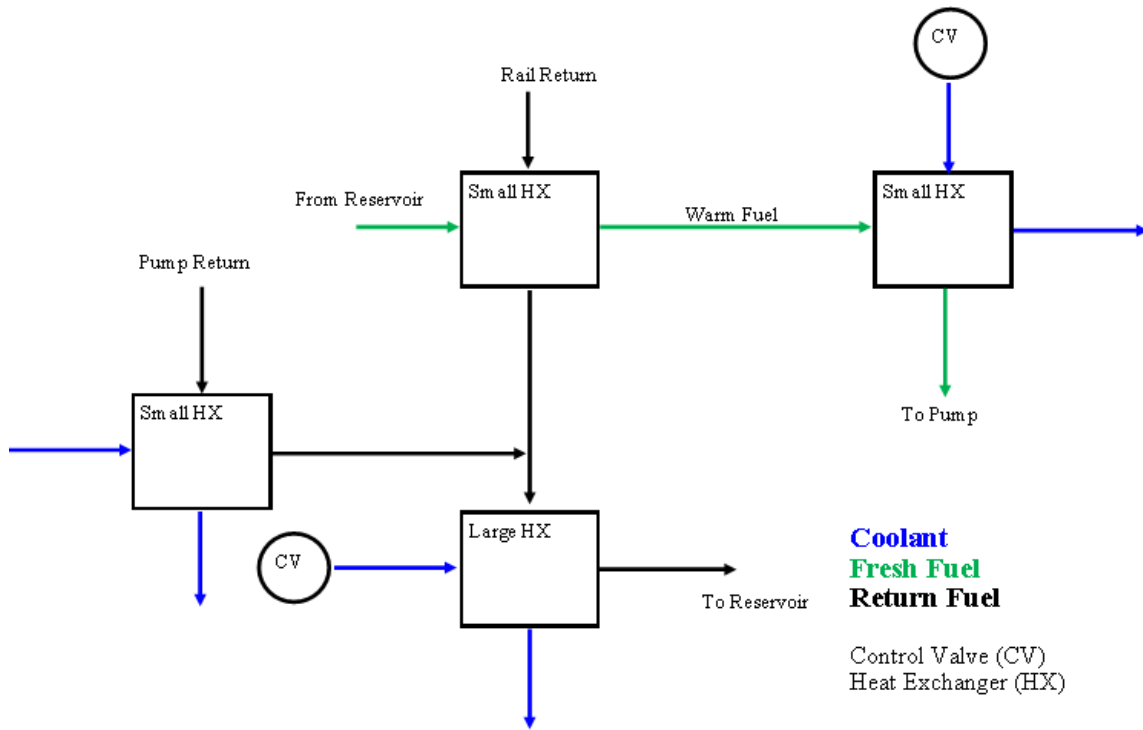 CV
Rail Return
Small HX
Small HX
From Reservoir
Warm Fuel
Pump Return
Small HX
To Pump
Large HX
CV
To Reservoir
Coolant
Fresh Fuel
Return Fuel
Control Valve (CV)
Heat Exchanger (HX)